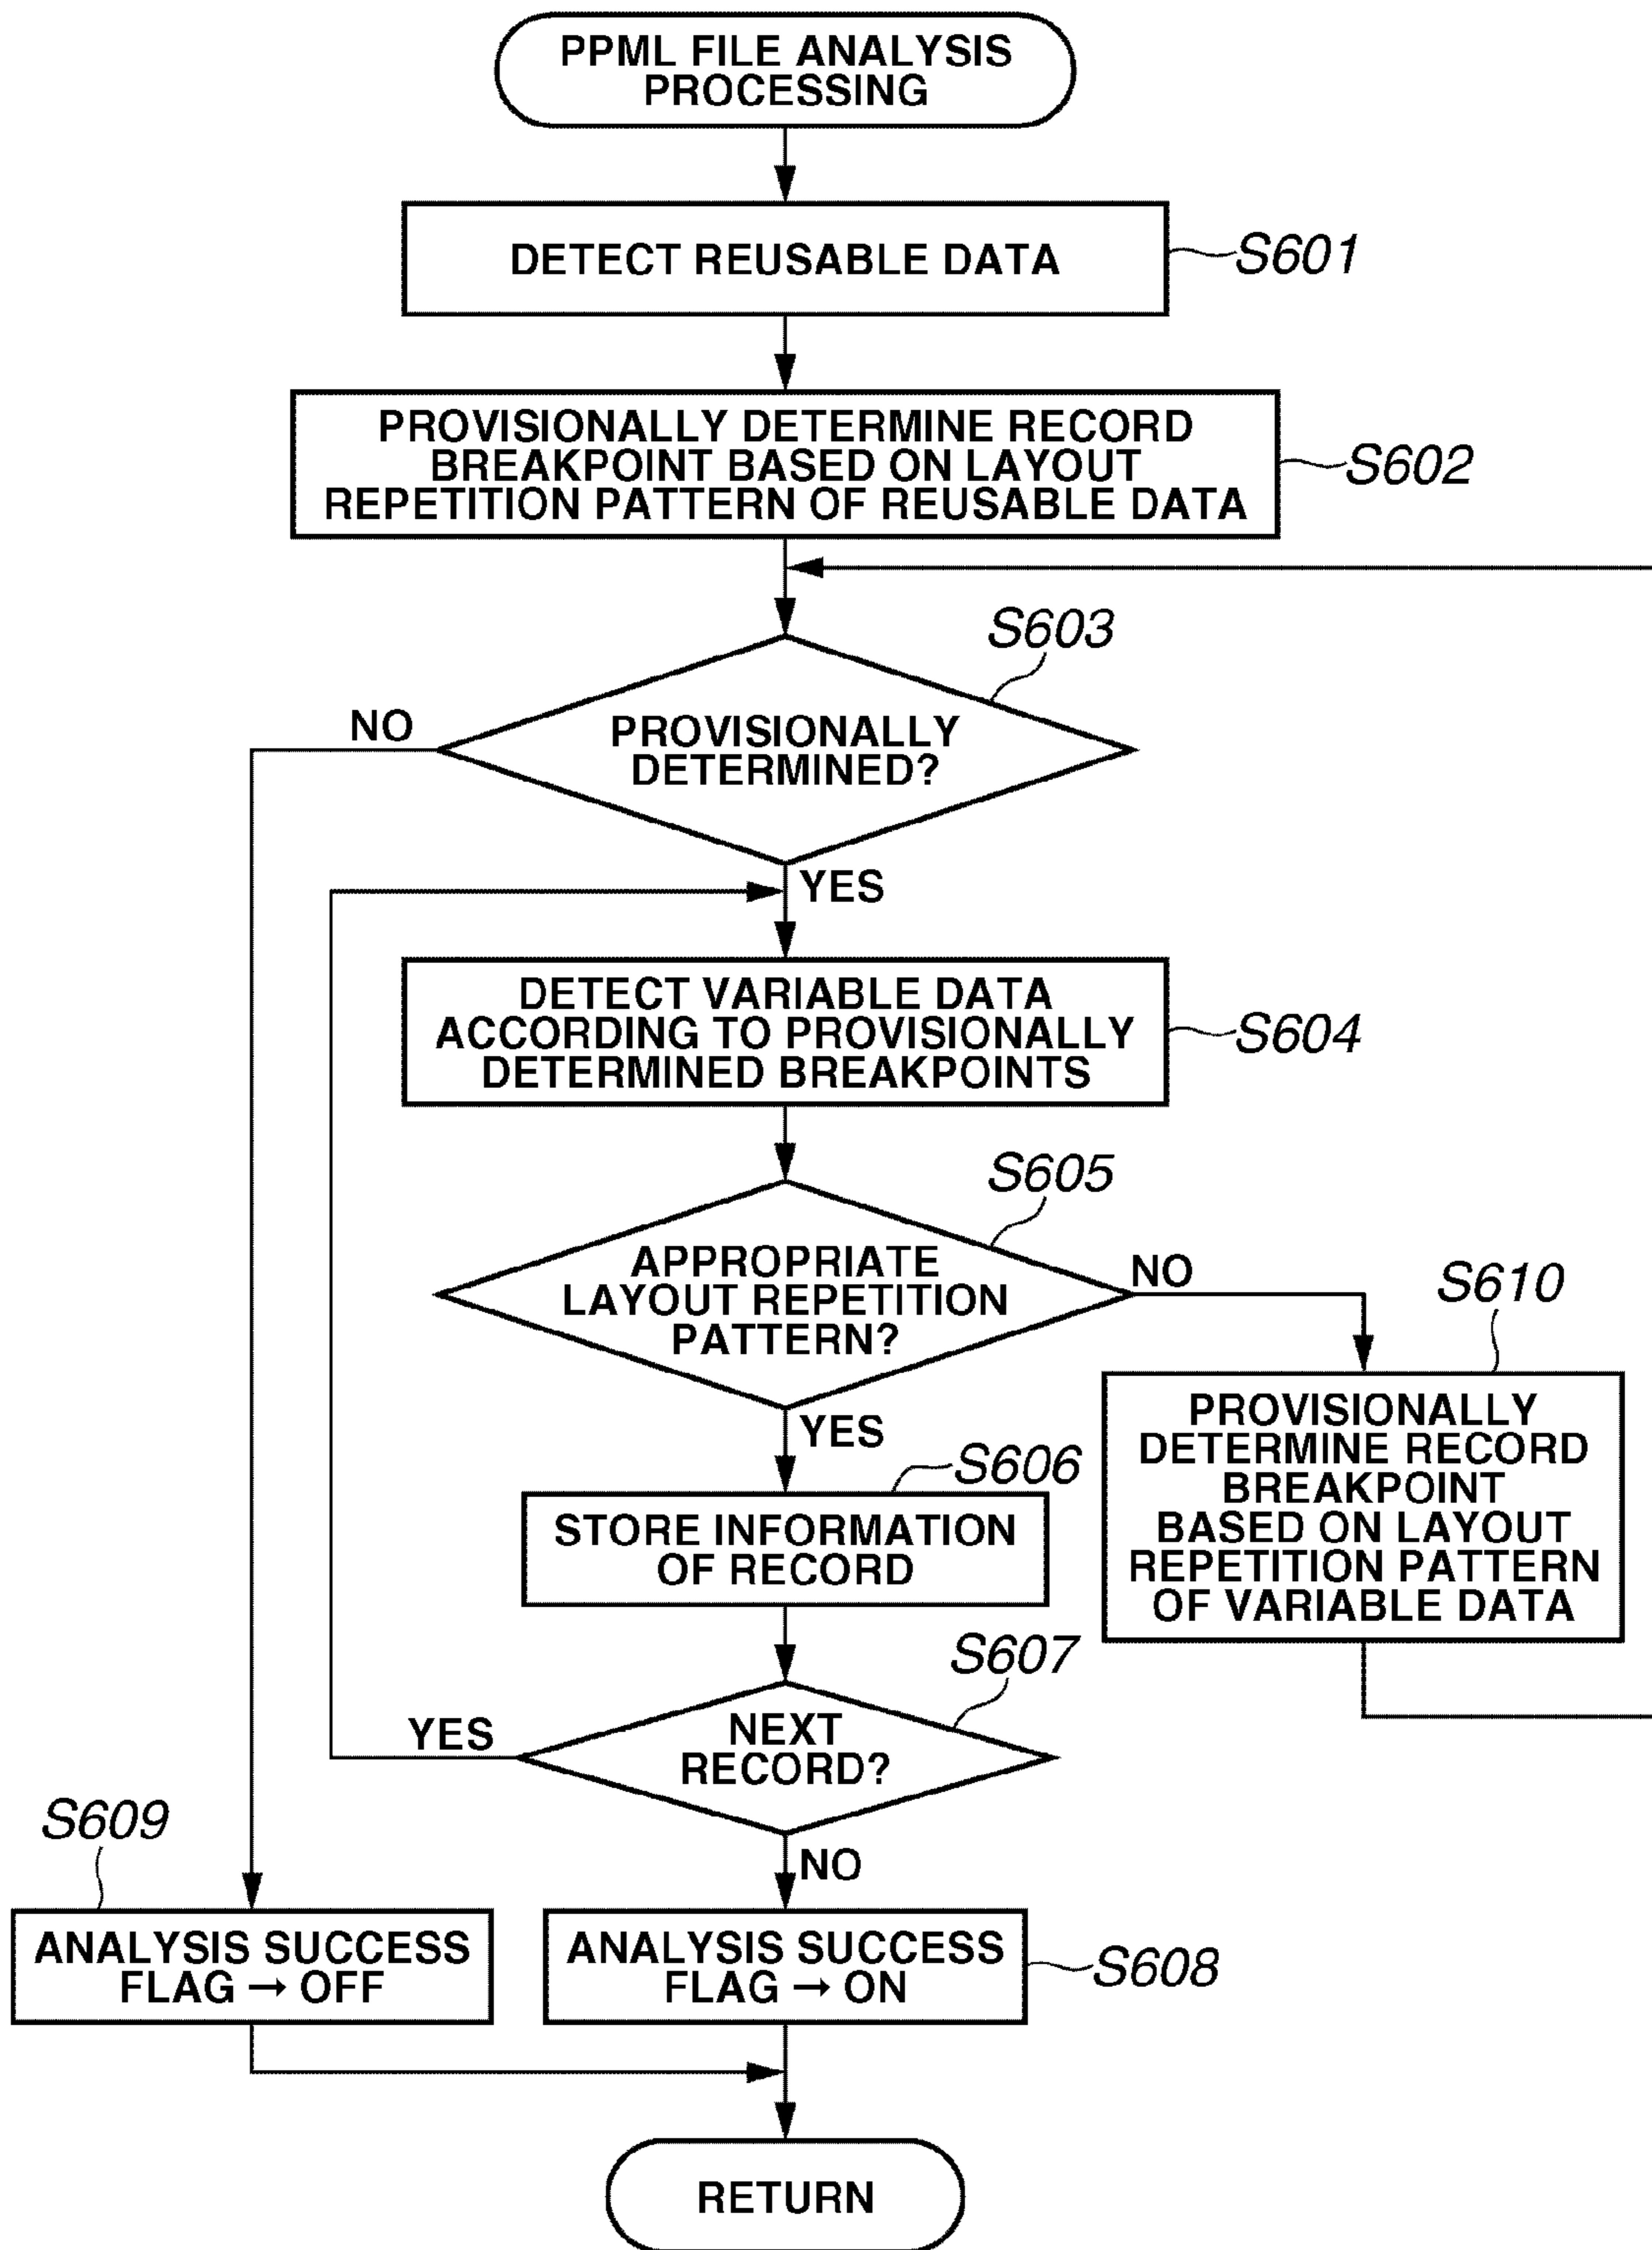 PPML FILE ANALYSIS
PROCESSING
DETECT REUSABLE DATA
S601
PROVISIONALLY DETERMINE RECORD
BREAKPOINT BASED ON LAYOUT
REPETITION PATTERN OF REUSABLE DATA
S602
S603
NO
PROVISIONALLY
DETERMINED?
YES
DETECT VARIABLE DATA
ACCORDING TO PROVISIONALLY
DETERMINED BREAKPOINTS
S604
S605
APPROPRIATE
LAYOUT REPETITION
PATTERN?
NO
S610
YES
PROVISIONALLY
DETERMINE RECORD
BREAKPOINT
BASED ON LAYOUT
REPETITION PATTERN
OF VARIABLE DATA
S606
STORE INFORMATION
OF RECORD
S607
YES
NEXT
RECORD?
S609
NO
ANALYSIS SUCCESS
FLAG → OFF
ANALYSIS SUCCESS
FLAG → ON
S608
RETURN